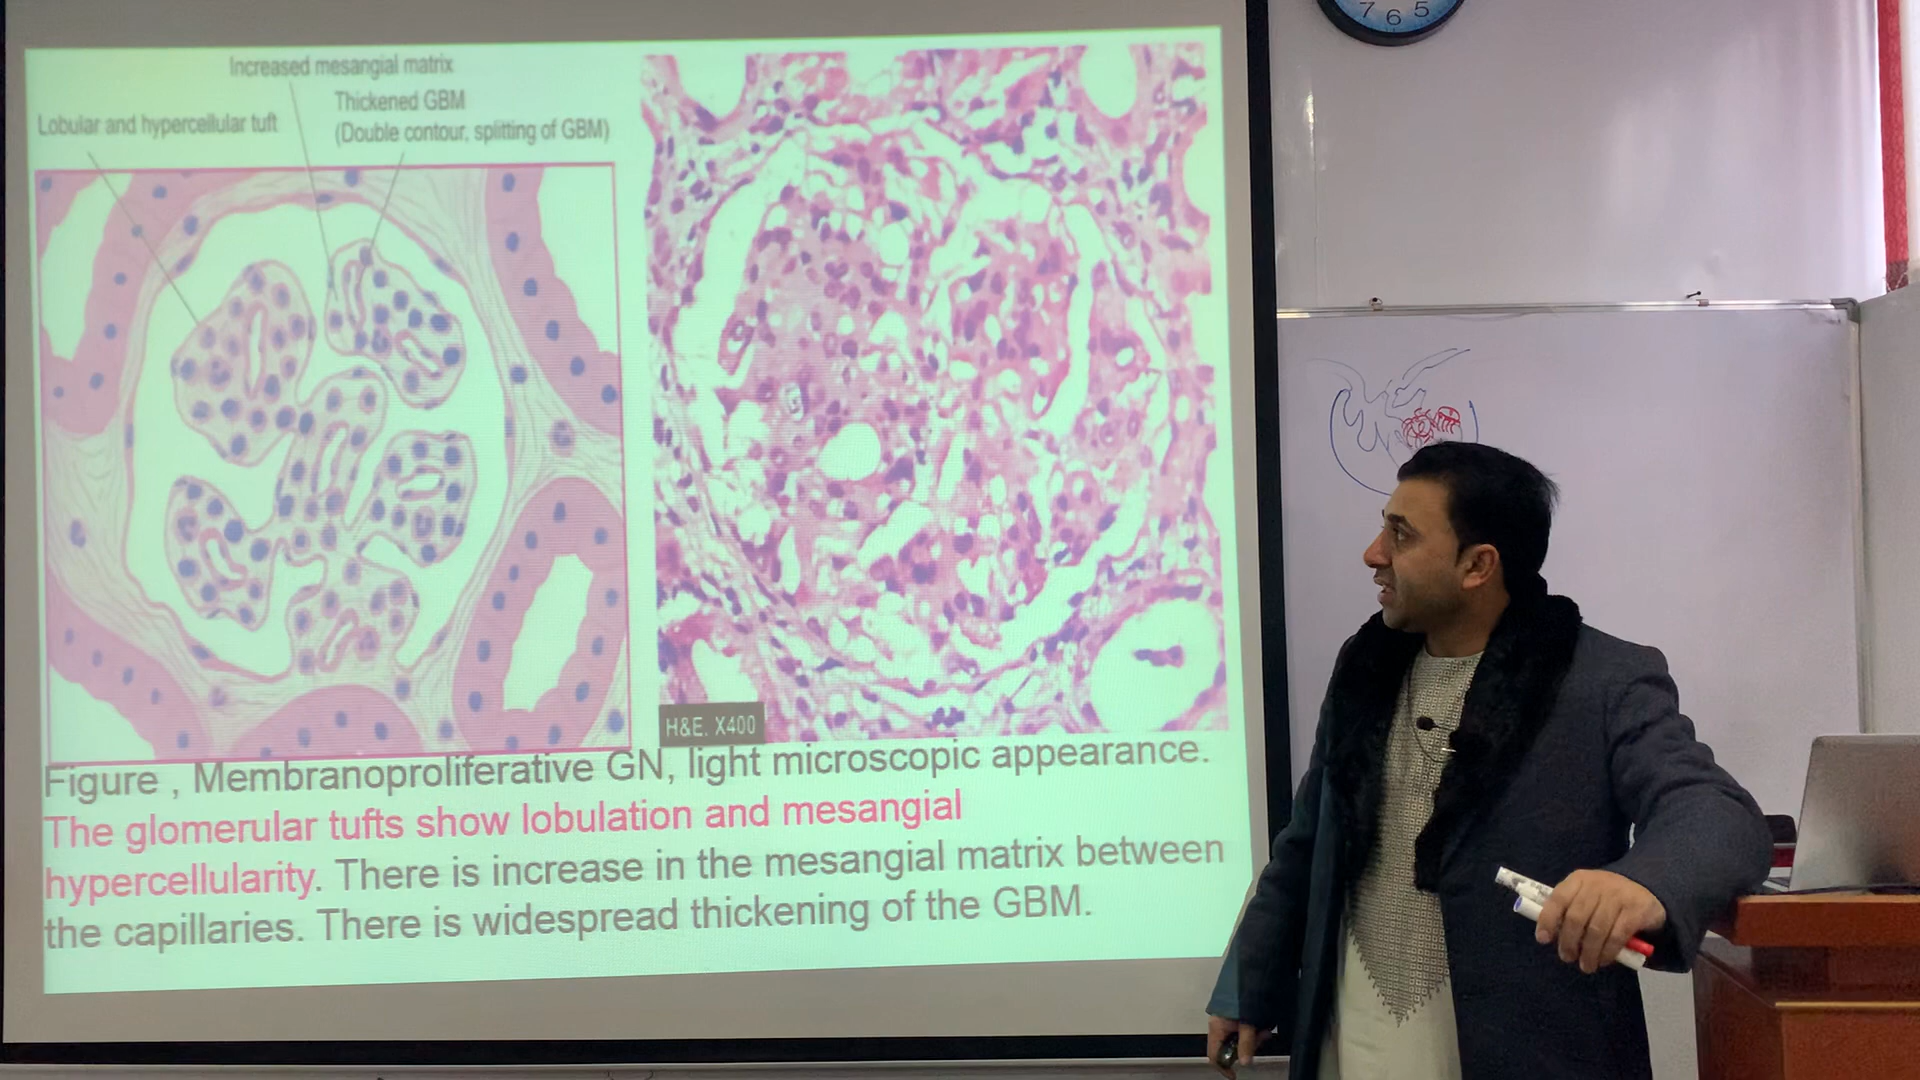 Increased mesangial matrix
Thickened GBM
(Double contour, splitting of GBM)
Lobular and hypercellular tuft
H&E. X400
Figure , Membranoproliferative GN, light microscopic appearance.
The glomerular tufts show lobulation and mesangial
hypercellularity. There is increase in the mesangial matrix between
the capillaries. There is widespread thickening of the GBM.
7 6 5